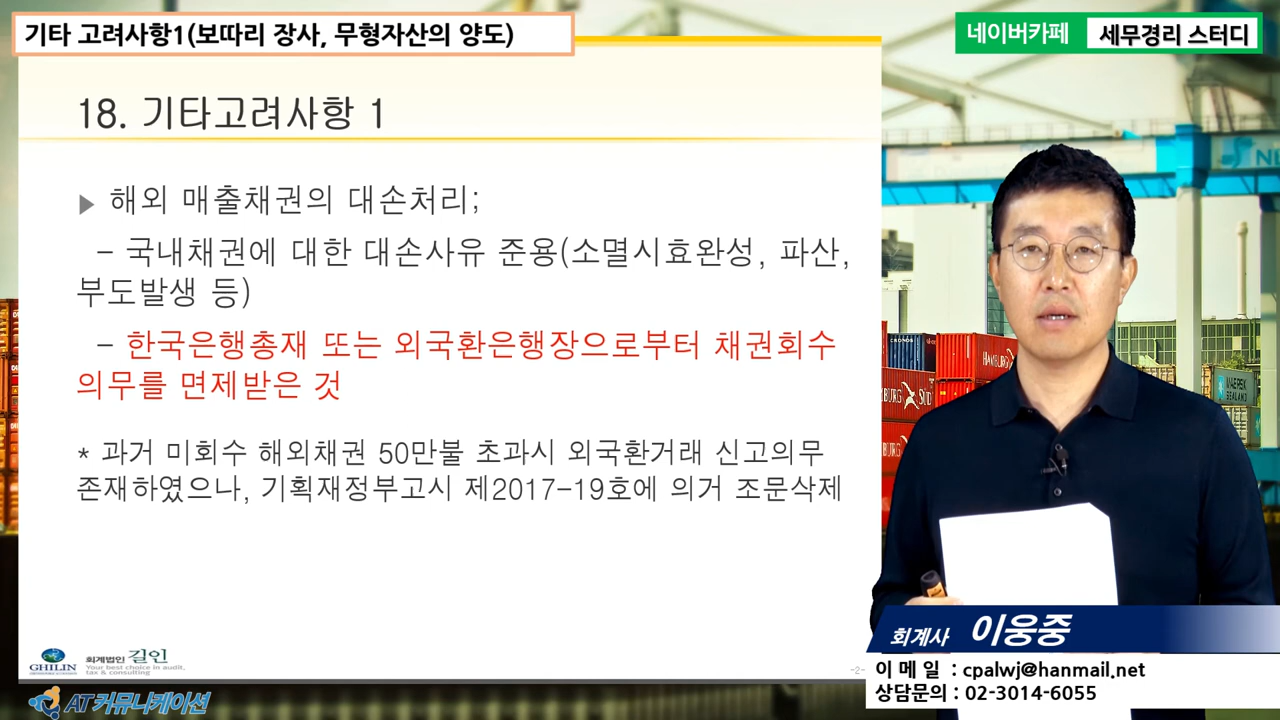 기타 고려사항1(보따리 장사, 무형자산의 양도)
네이버카페 세무경리 스터디
18. 기타고려사항 1
▶ 해외 매출채권의 대손처리;
- 국내채권에 대한 대손사유 준용(소멸시효완성, 파산,
부도발생 등)
- 한국은행총재 또는 외국환은행장으로부터 채권회수
의무를 면제받은 것
* 과거 미회수 해외채권 50만불 초과시 외국환거래 신고의무
존재하였으나, 기획재정부고시 제2017-19호에 의거 조문삭제
CRONOS
HAMBURG
SUD
MAERSK
SEALAND
회계사 이웅중
이 메 일 : cpalwj@hanmail.net
상담문의 : 02-3014-6055
GHILIN
회계법인 길인
Your best choice in audit,
tax & consulting
-2-
AT커뮤니케이션